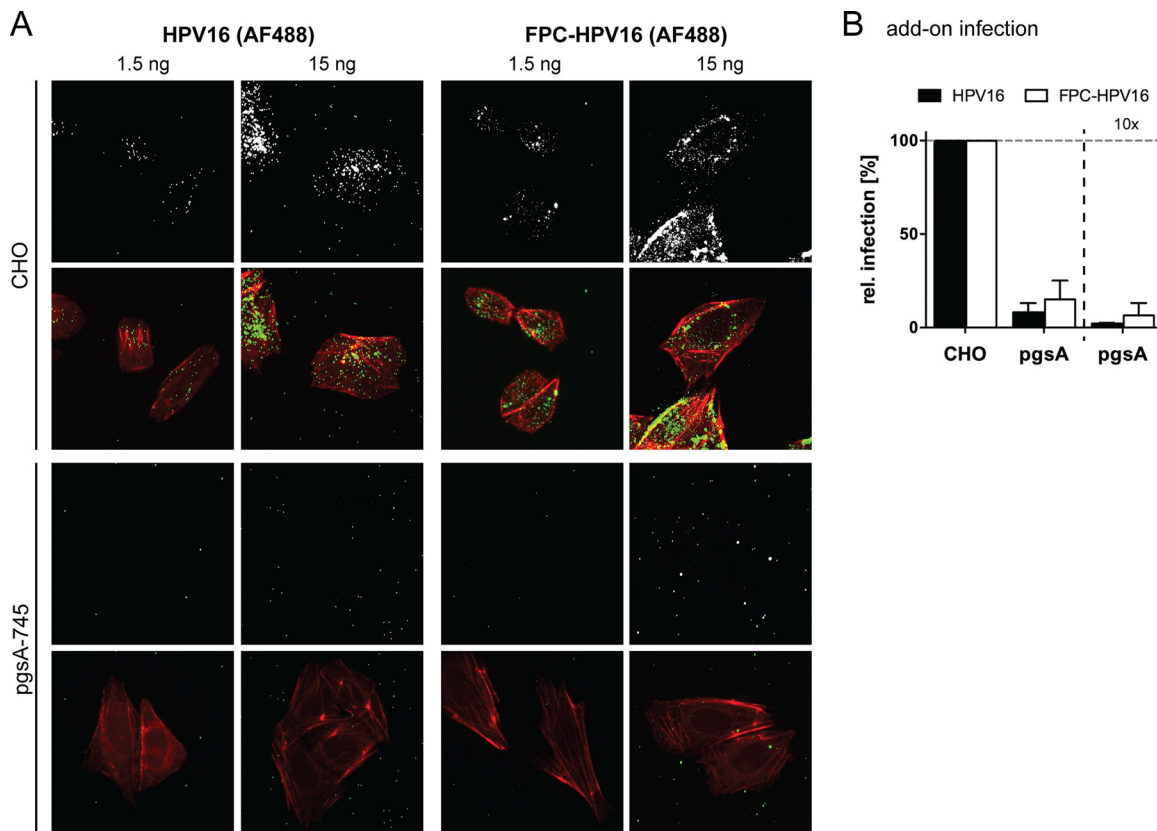 A
HPV16 (AF488)
FPC-HPV16 (AF488)
1.5 ng
15 ng
1.5 ng
15 ng
CHO
pgsA-745
B
add-on infection
HPV16
FPC-HPV16
10x
rel. infection [%]
100
50
0
CHO
pgsA
pgsA